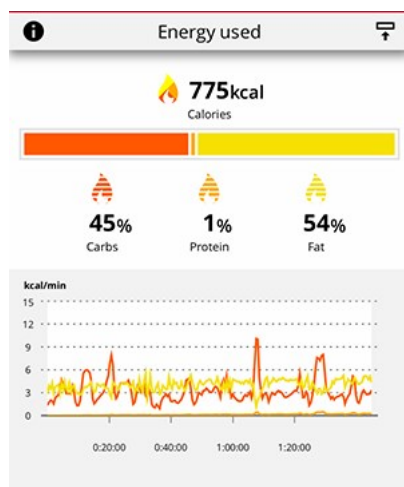 Energy used
775kcal
Calories
45% 1% 54%
Carbs Protein Fat
kcal/min
15
12
9
6
3
0
0:20:00 0:40:00 1:00:00 1:20:00